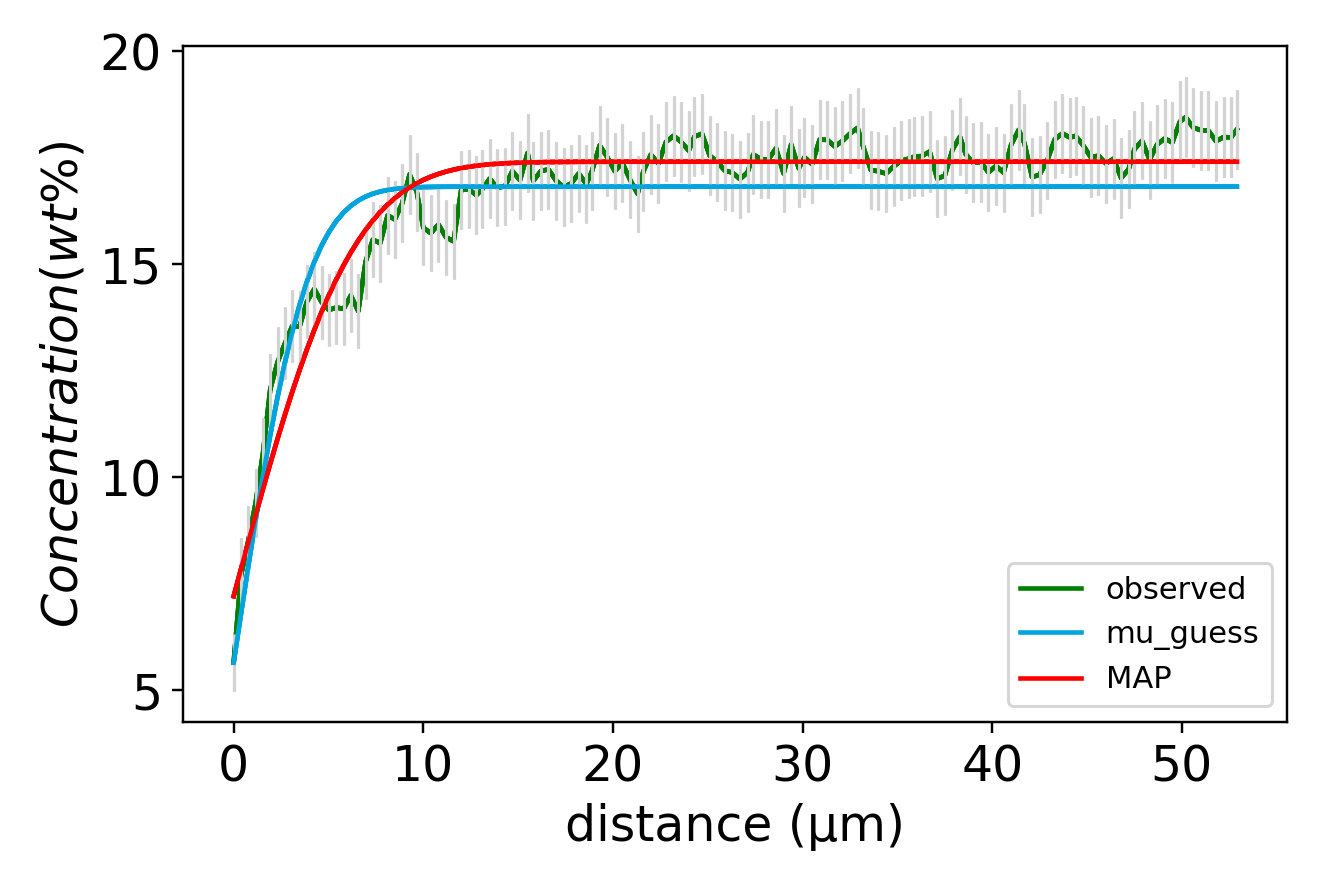 20
15
10
5
Concentration(wt%)
0 10 20 30 40 50
distance (μm)
observed
mu_guess
MAP